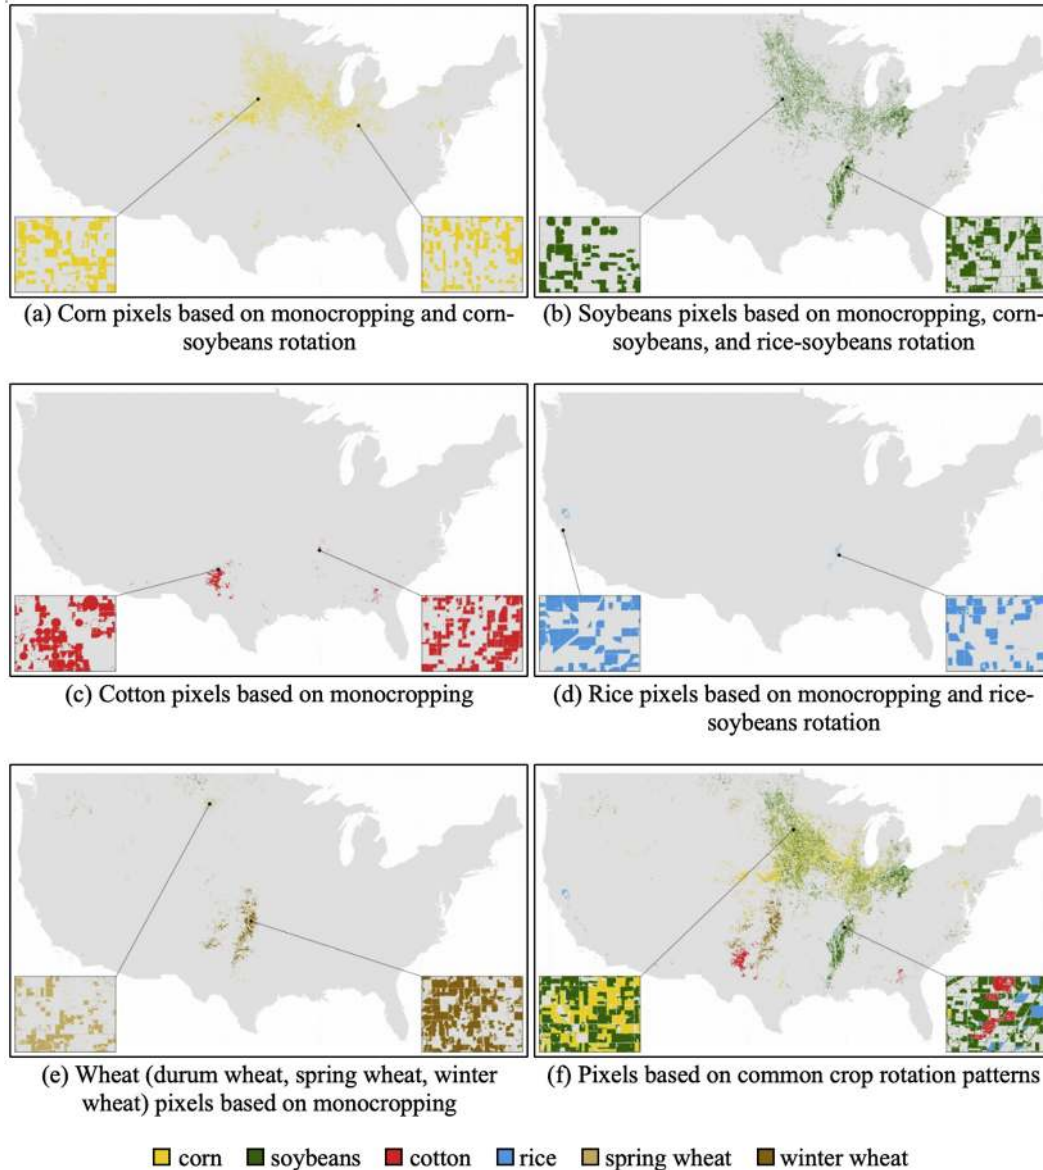 (a) Corn pixels based on monocropping and corn-
soybeans rotation
(b) Soybeans pixels based on monocropping, corn-
soybeans, and rice-soybeans rotation
(c) Cotton pixels based on monocropping
(d) Rice pixels based on monocropping and rice-
soybeans rotation
(e) Wheat (durum wheat, spring wheat, winter
wheat) pixels based on monocropping
(f) Pixels based on common crop rotation patterns
corn soybeans cotton rice spring wheat winter wheat